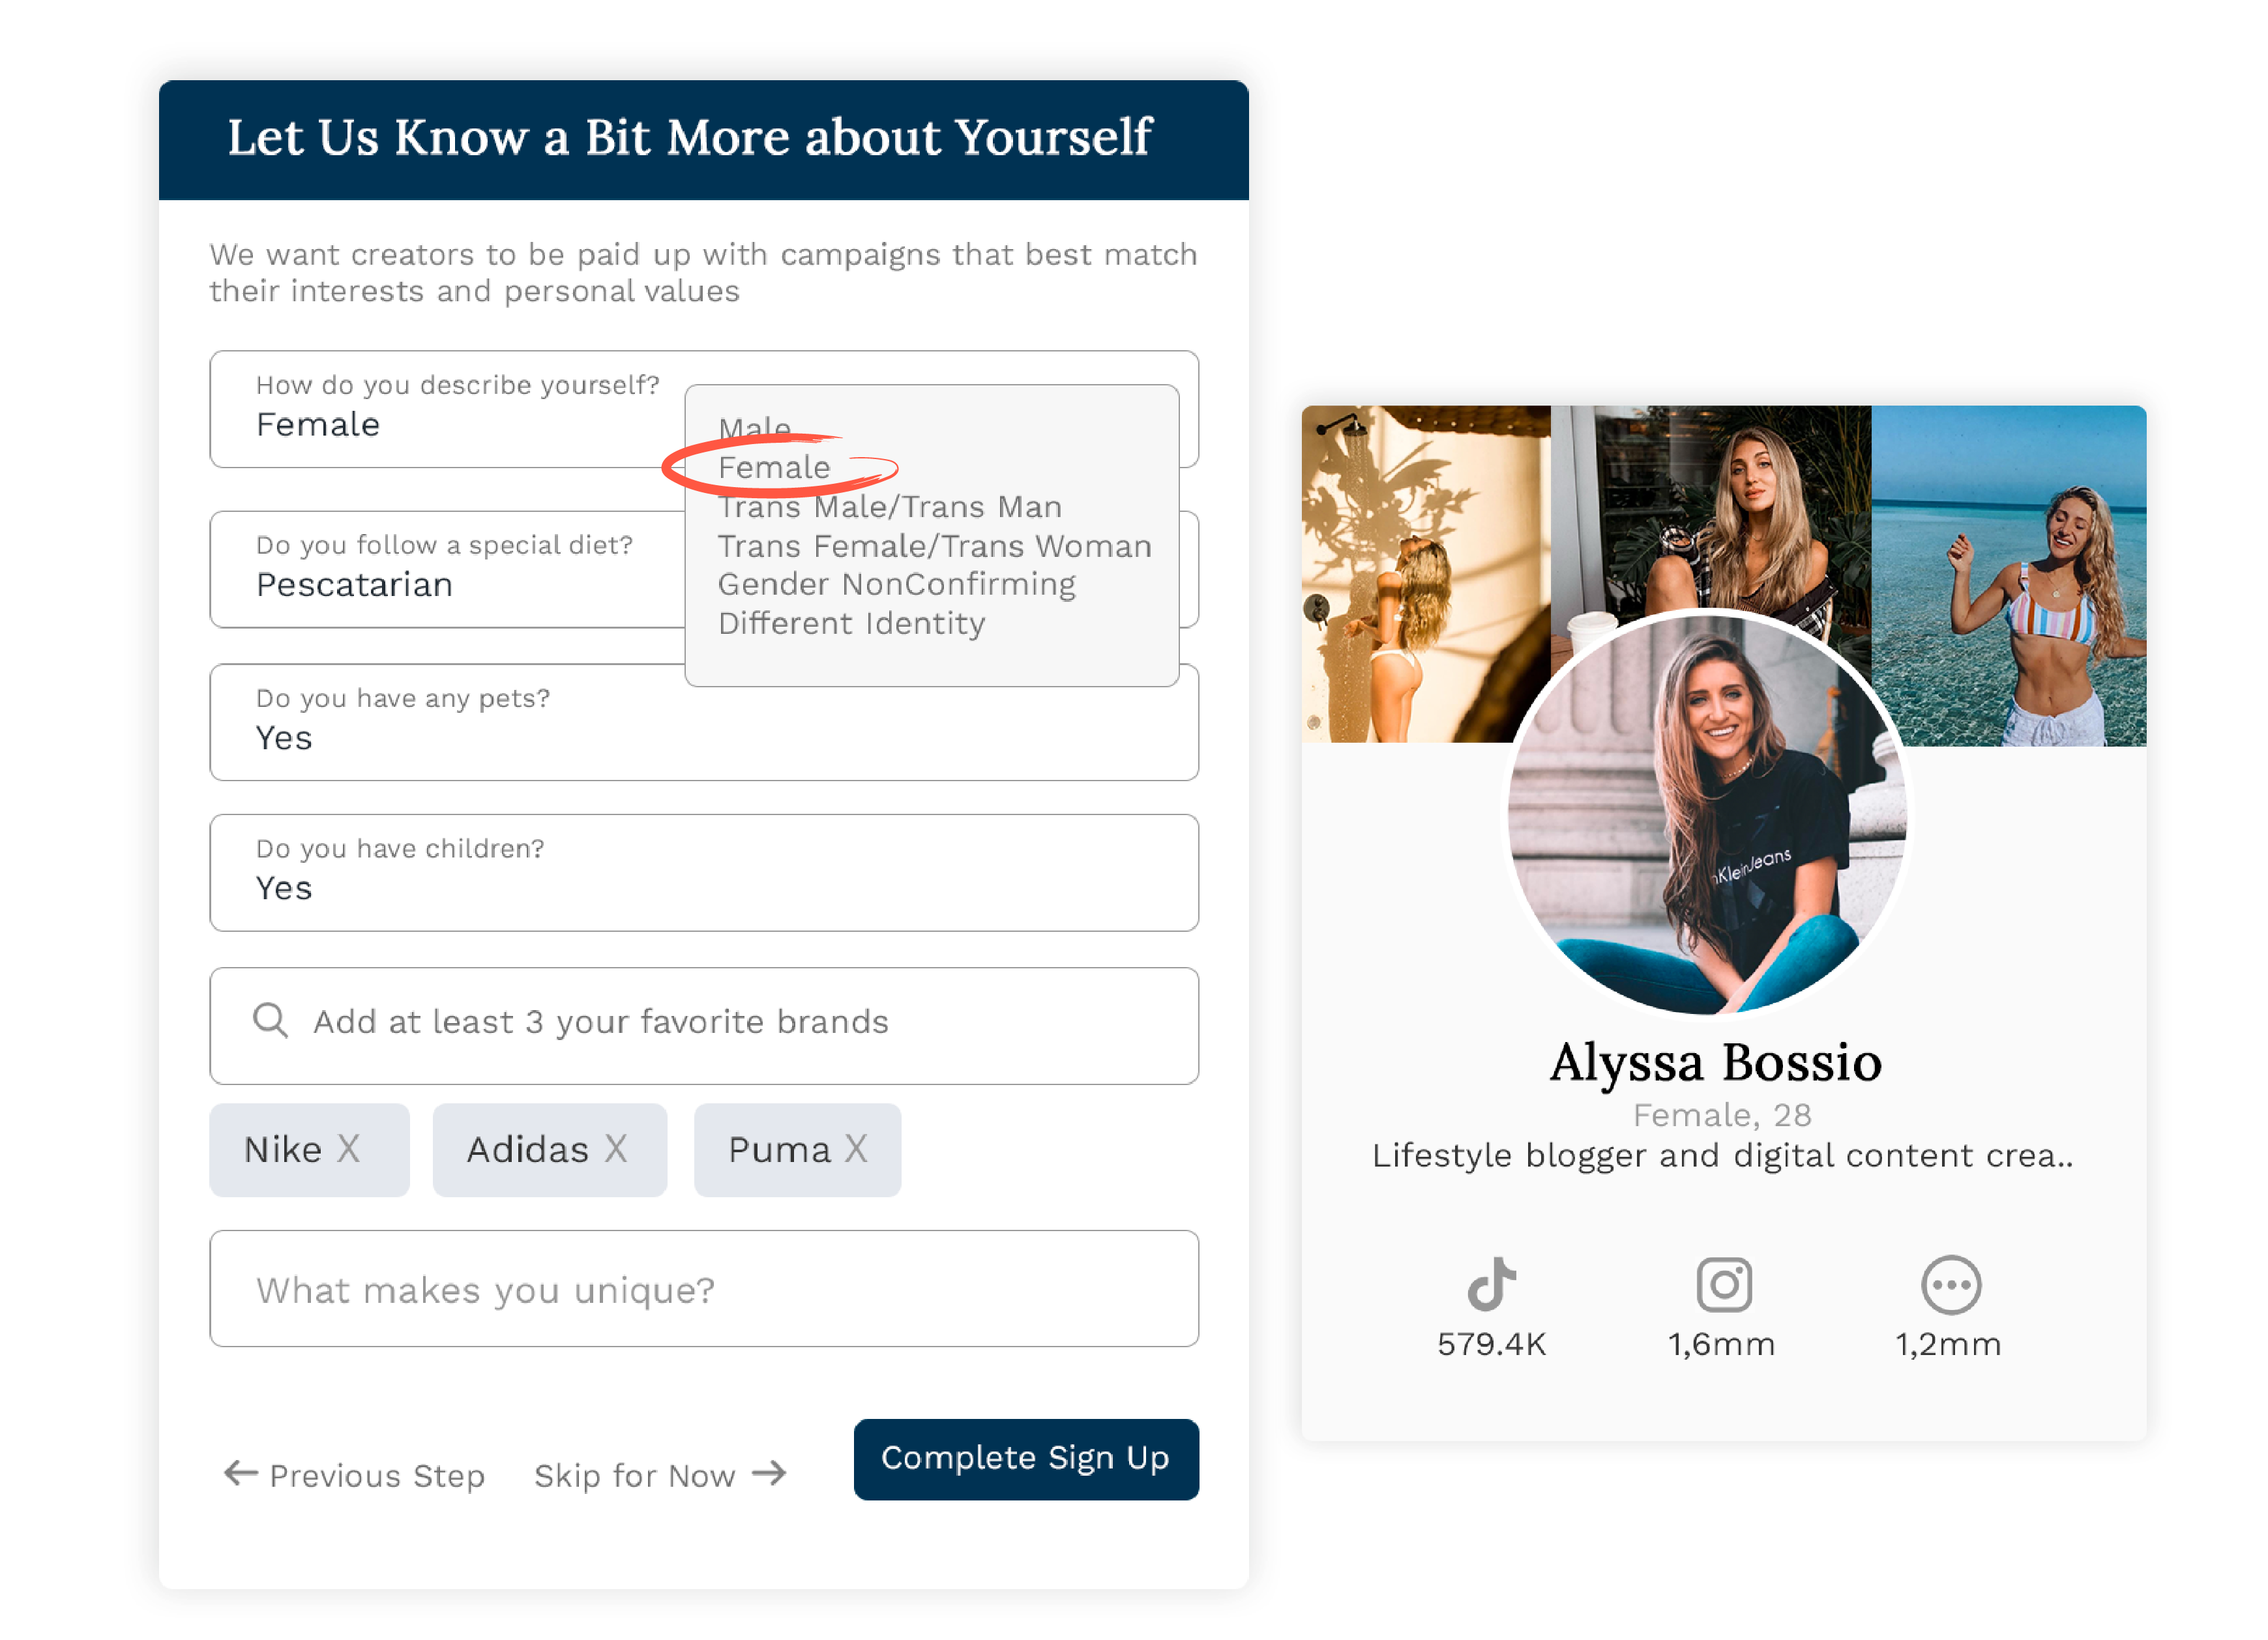 Let Us Know a Bit More about Yourself
We want creators to be paid up with campaigns that best match
their interests and personal values
How do you describe yourself?
Female
Male
Female
Trans Male/Trans Man
Trans Female/Trans Woman
Gender NonConfirming
Different Identity
Do you follow a special diet?
Pescatarian
Do you have any pets?
Yes
Do you have children?
Yes
Add at least 3 your favorite brands
Nike X
Adidas X
Puma X
What makes you unique?
Previous Step
Skip for Now
Complete Sign Up
nKleinJeans
Alyssa Bossio
Female, 28
Lifestyle blogger and digital content crea..
579.4K
1,6mm
1,2mm